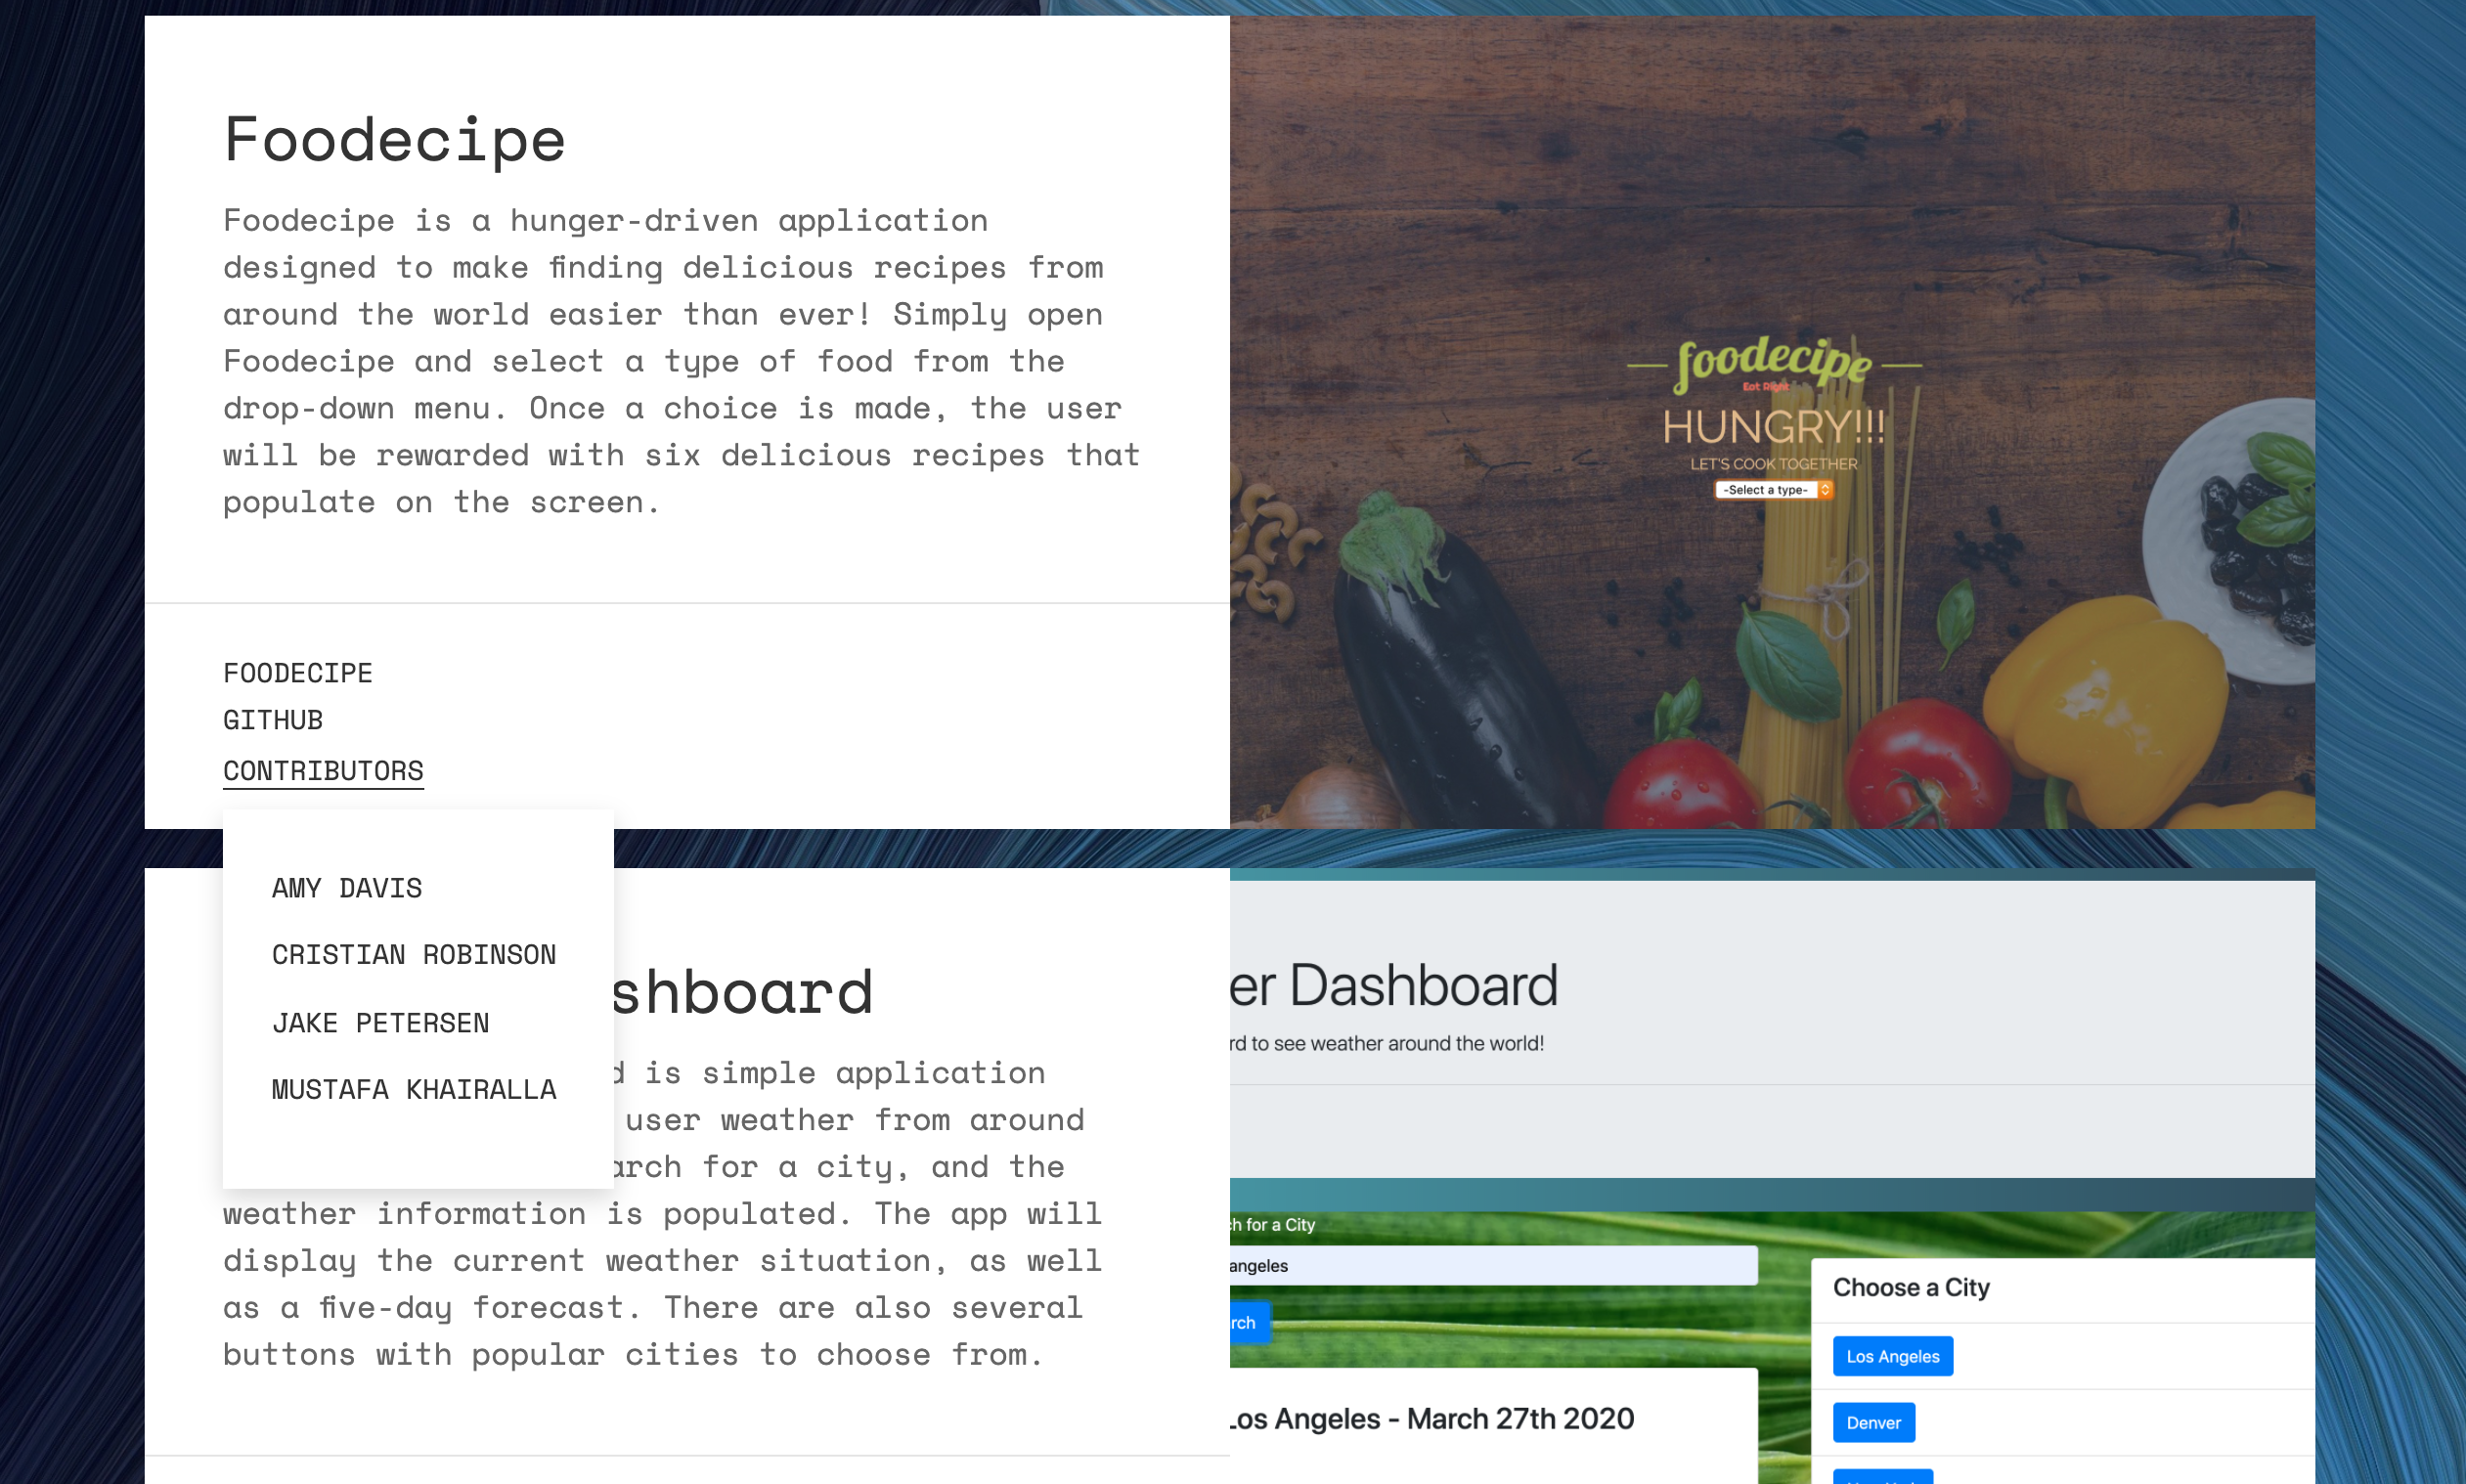 Foodecipe
Foodecipe is a hunger-driven application
designed to make finding delicious recipes from
around the world easier than ever! Simply open
Foodecipe and select a type of food from the
drop-down menu. Once a choice is made, the user
will be rewarded with six delicious recipes that
populate on the screen.
FOODECIPE
GITHUB
CONTRIBUTORS
AMY DAVIS
CRISTIAN ROBINSON
JAKE PETERSEN
MUSTAFA KHAIRALLA
foodecipe
Eat Right
HUNGRY!!!
LET'S COOK TOGETHER
-Select a type-
shboard
d is simple application
user weather from around
arch for a city, and the
weather information is populated. The app will
display the current weather situation, as well
as a five-day forecast. There are also several
buttons with popular cities to choose from.
er Dashboard
rd to see weather around the world!
ch for a City
angeles
rch
Los Angeles - March 27th 2020
Choose a City
Los Angeles
Denver